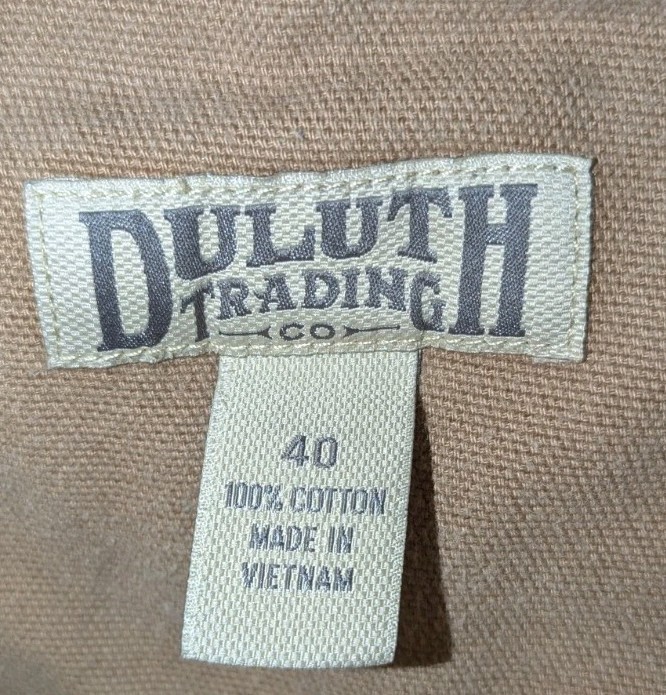 DULUTH
TRADING
CO
40
100% COTTON
MADE IN
VIETNAM